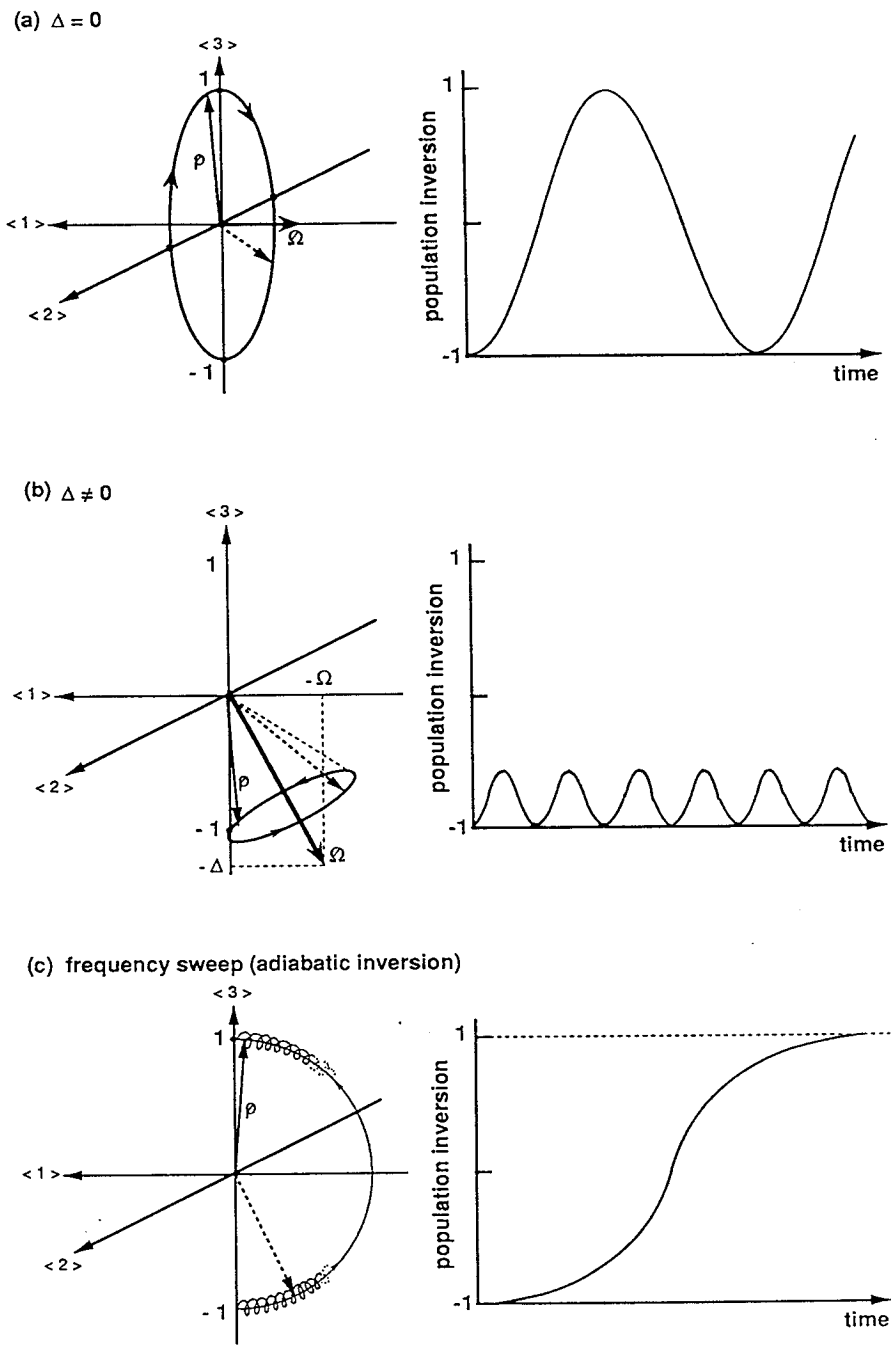 (a) Δ = 0
<3>
1
ρ
<1>
Ω
<2>
-1
1
population inversion
-1
time
(b) Δ ≠ 0
<3>
1
<1>
-Ω
<2>
ρ
-1
-Δ
Ω
1
population inversion
-1
time
(c) frequency sweep (adiabatic inversion)
<3>
1
ρ
<1>
<2>
-1
1
population inversion
-1
time